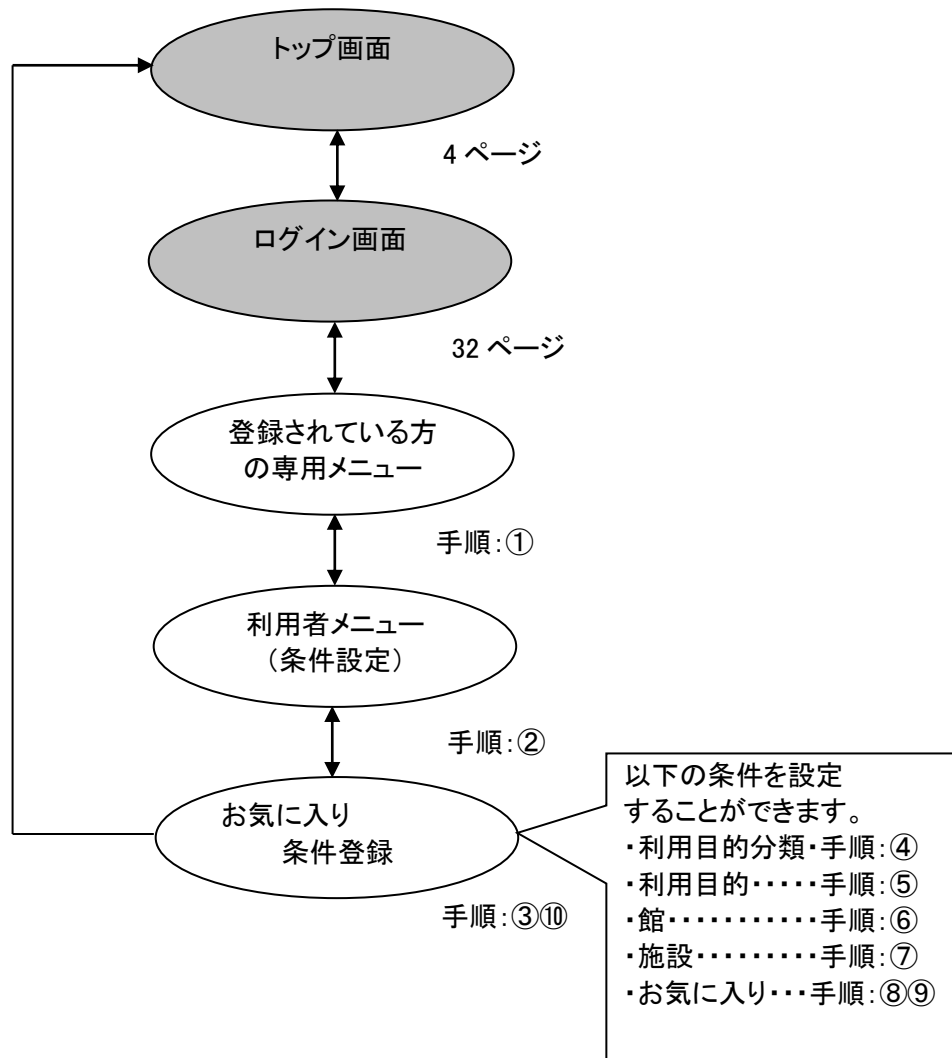 トップ画面
4 ページ
ログイン画面
32 ページ
登録されている方
の専用メニュー
手順：①
利用者メニュー
（条件設定）
手順：②
お気に入り
条件登録
手順：③⑩
以下の条件を設定
することができます。
・利用目的分類・手順：④
・利用目的・・・・・手順：⑤
・館・・・・・・・・・・・手順：⑥
・施設・・・・・・・・・手順：⑦
・お気に入り・・・手順：⑧⑨